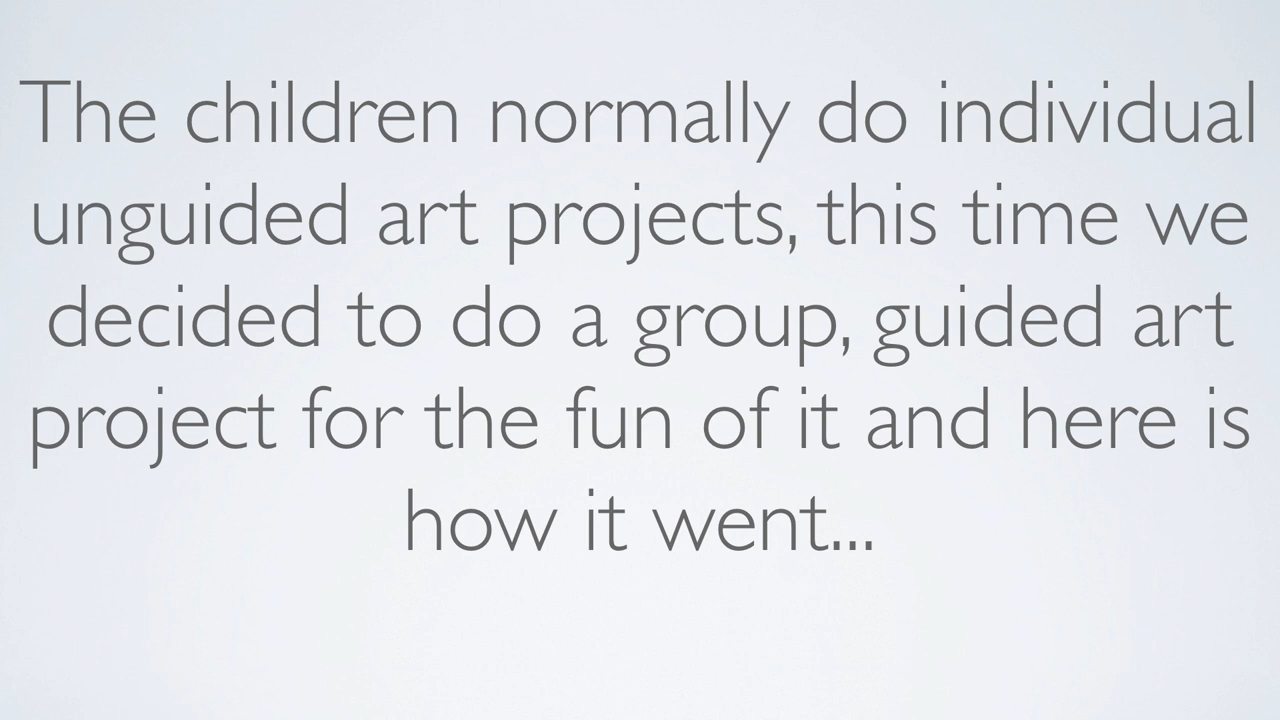 The children normally do individual
unguided art projects, this time we
decided to do a group, guided art
project for the fun of it and here is
how it went...